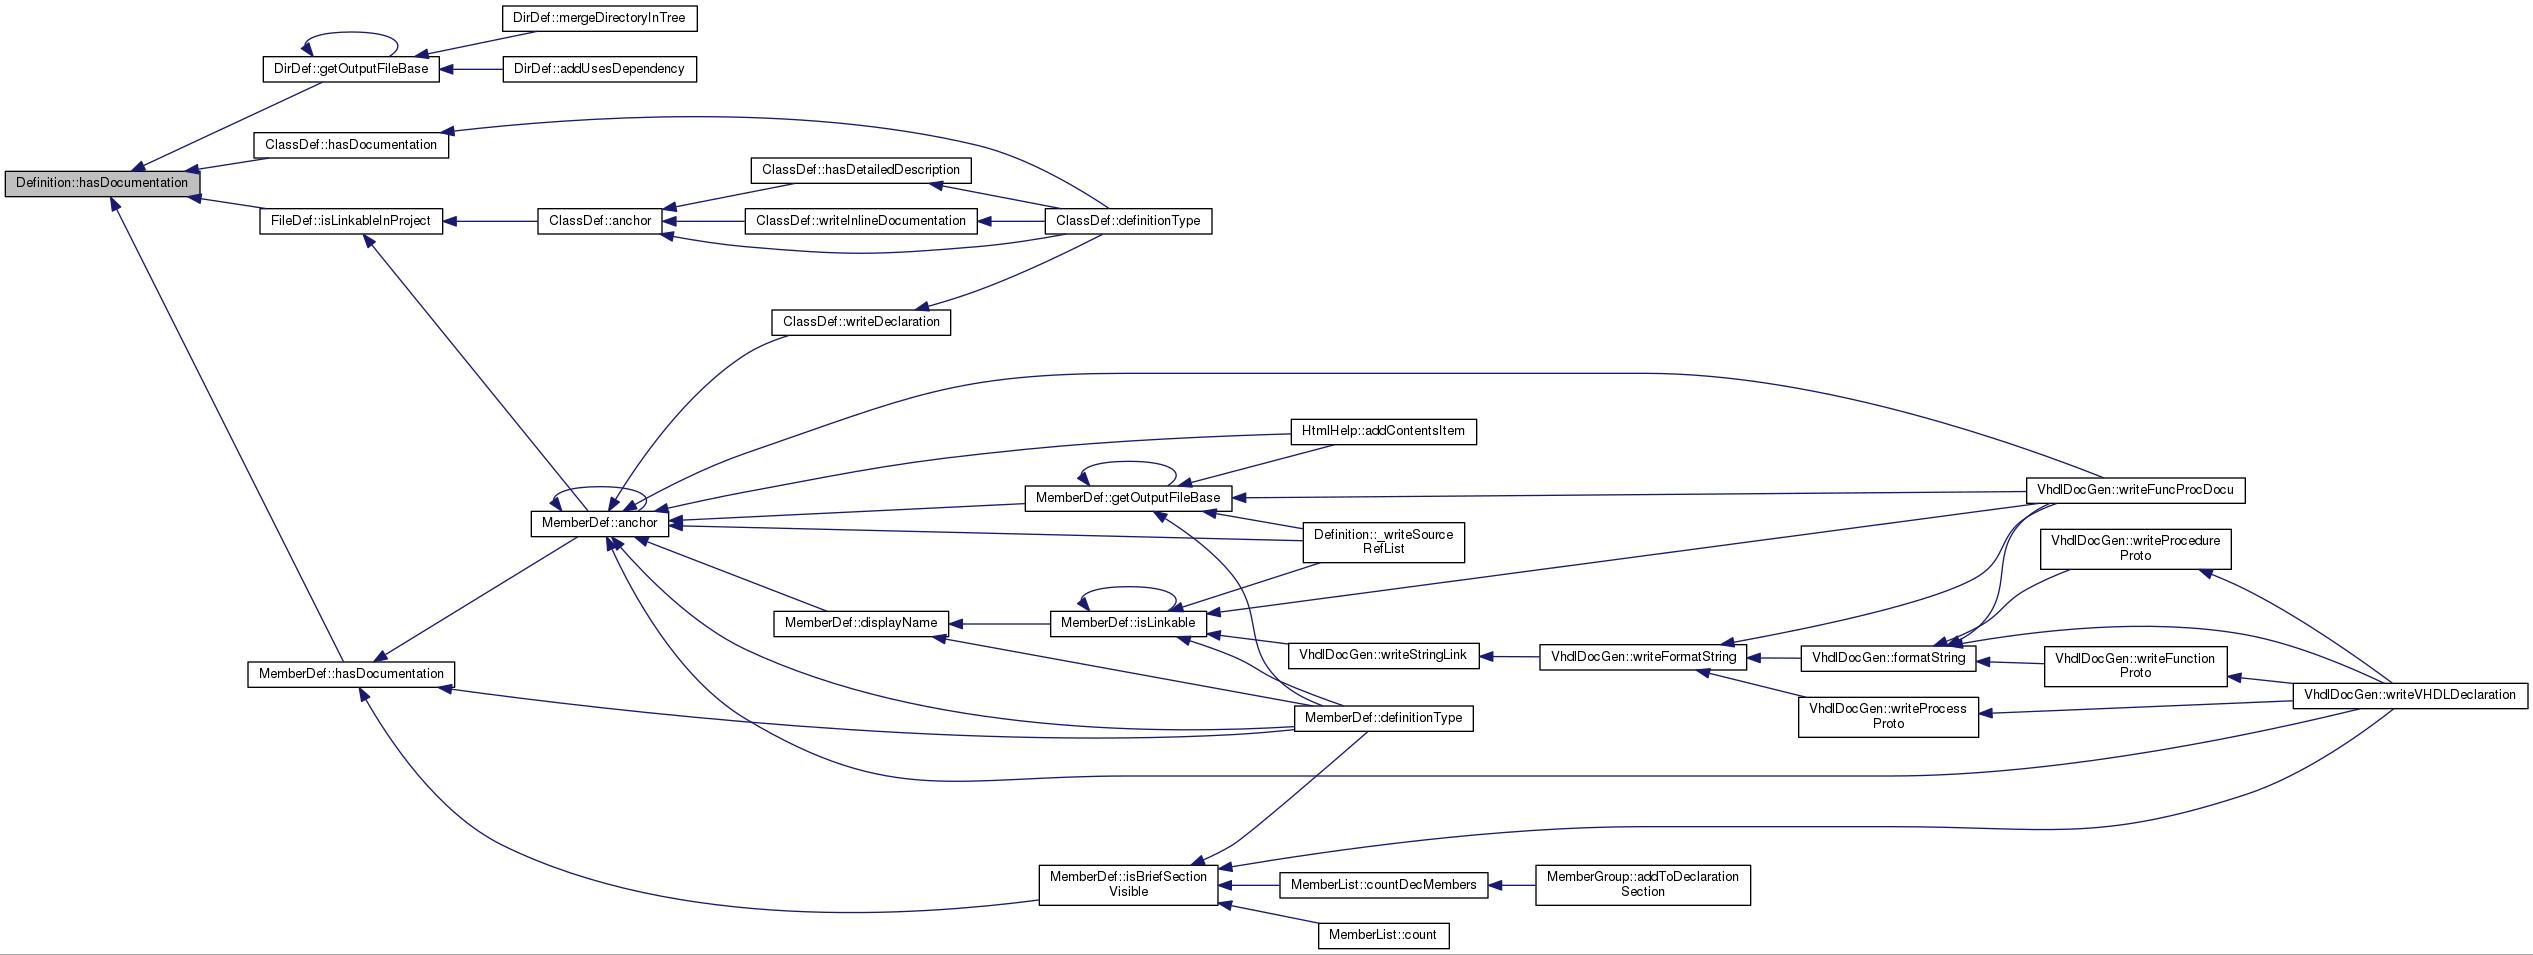 DirDef::mergeDirectoryInTree
DirDef::getOutputFileBase
DirDef::addUsesDependency
ClassDef::hasDocumentation
ClassDef::hasDetailedDescription
Definition::hasDocumentation
FileDef::isLinkableInProject
ClassDef::anchor
ClassDef::writeInlineDocumentation
ClassDef::definitionType
ClassDef::writeDeclaration
HtmlHelp::addContentsItem
MemberDef::getOutputFileBase
VhdlDocGen::writeFuncProcDocu
MemberDef::anchor
Definition::_writeSource
RefList
VhdlDocGen::writeProcedure
Proto
MemberDef::displayName
MemberDef::isLinkable
VhdlDocGen::writeStringLink
VhdlDocGen::writeFormatString
VhdlDocGen::formatString
VhdlDocGen::writeFunction
Proto
MemberDef::hasDocumentation
VhdlDocGen::writeVHDLDeclaration
VhdlDocGen::writeProcess
Proto
MemberDef::definitionType
MemberDef::isBriefSection
Visible
MemberList::countDecMembers
MemberGroup::addToDeclaration
Section
MemberList::count